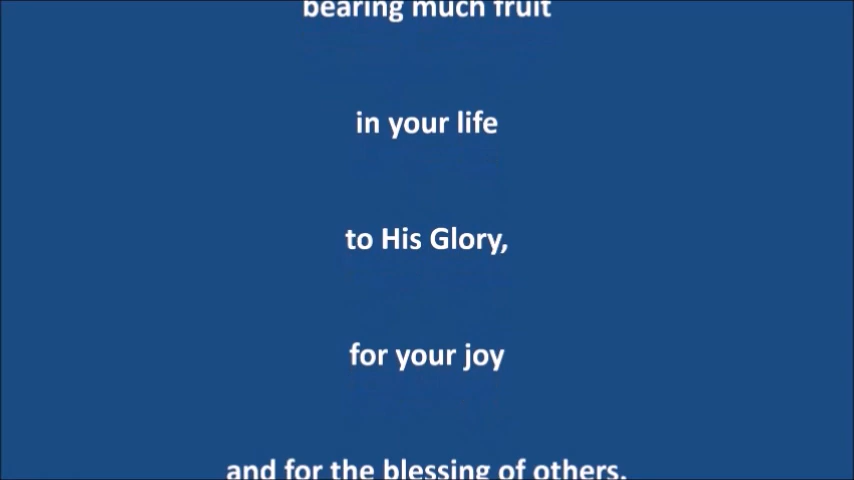 bearing much fruit
in your life
to His Glory,
for your joy
and for the blessing of others.